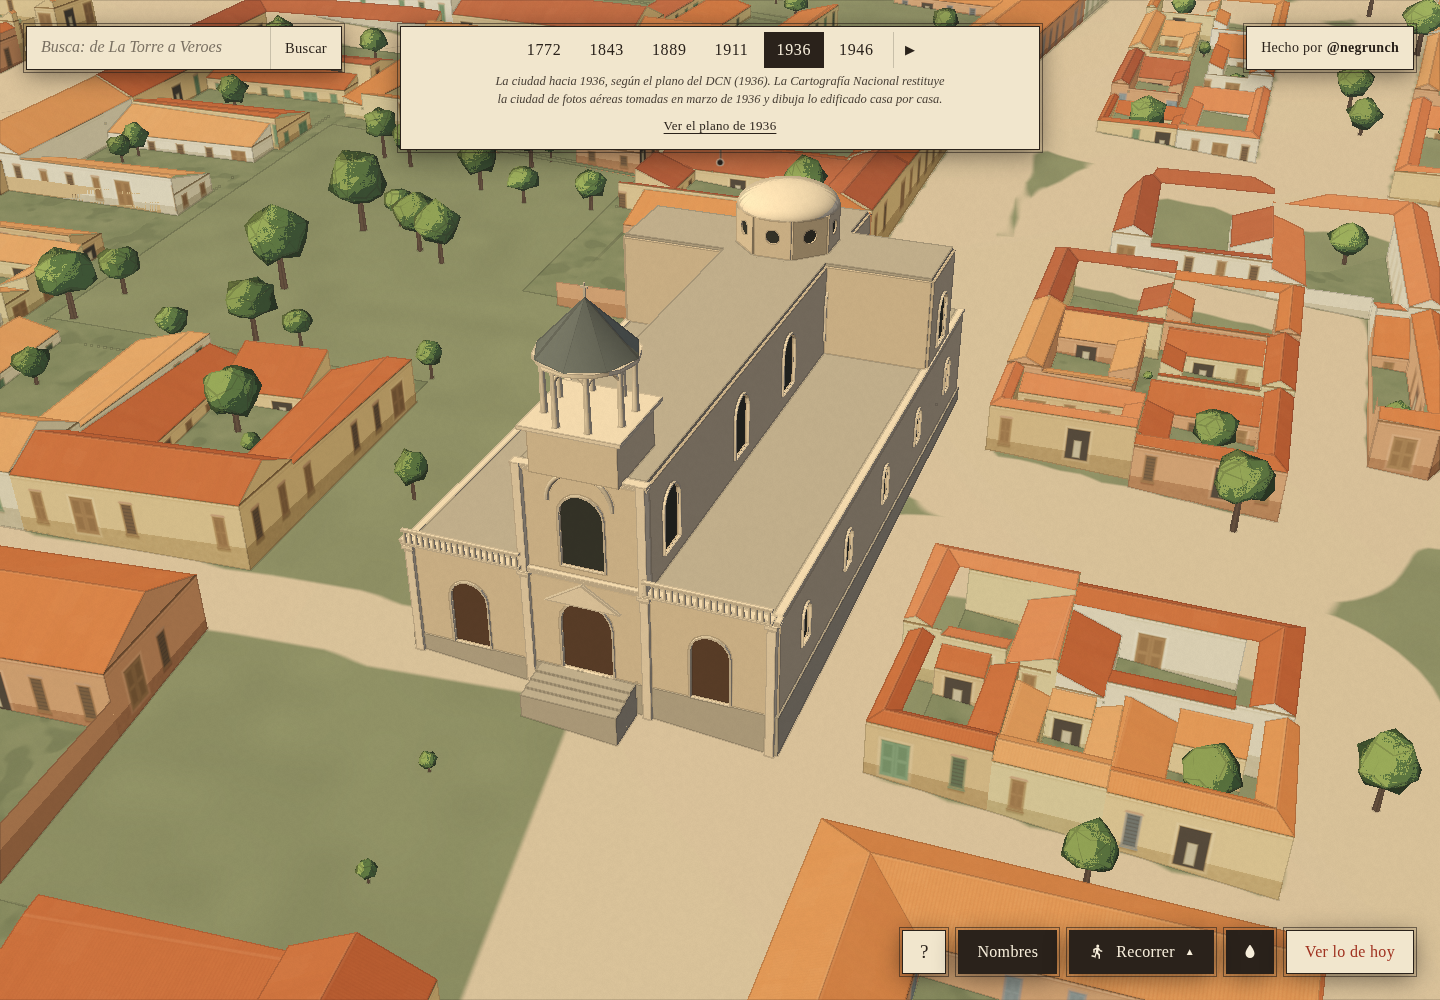 Busca: de La Torre a Veroes
Buscar
1772 1843 1889 1911 1936 1946 ▶
La ciudad hacia 1936, según el plano del DCN (1936). La Cartografía Nacional restituye
la ciudad de fotos aéreas tomadas en marzo de 1936 y dibuja lo edificado casa por casa.
Ver el plano de 1936
Hecho por @negrunch
?
Nombres
Recorrer ▲
Ver lo de hoy